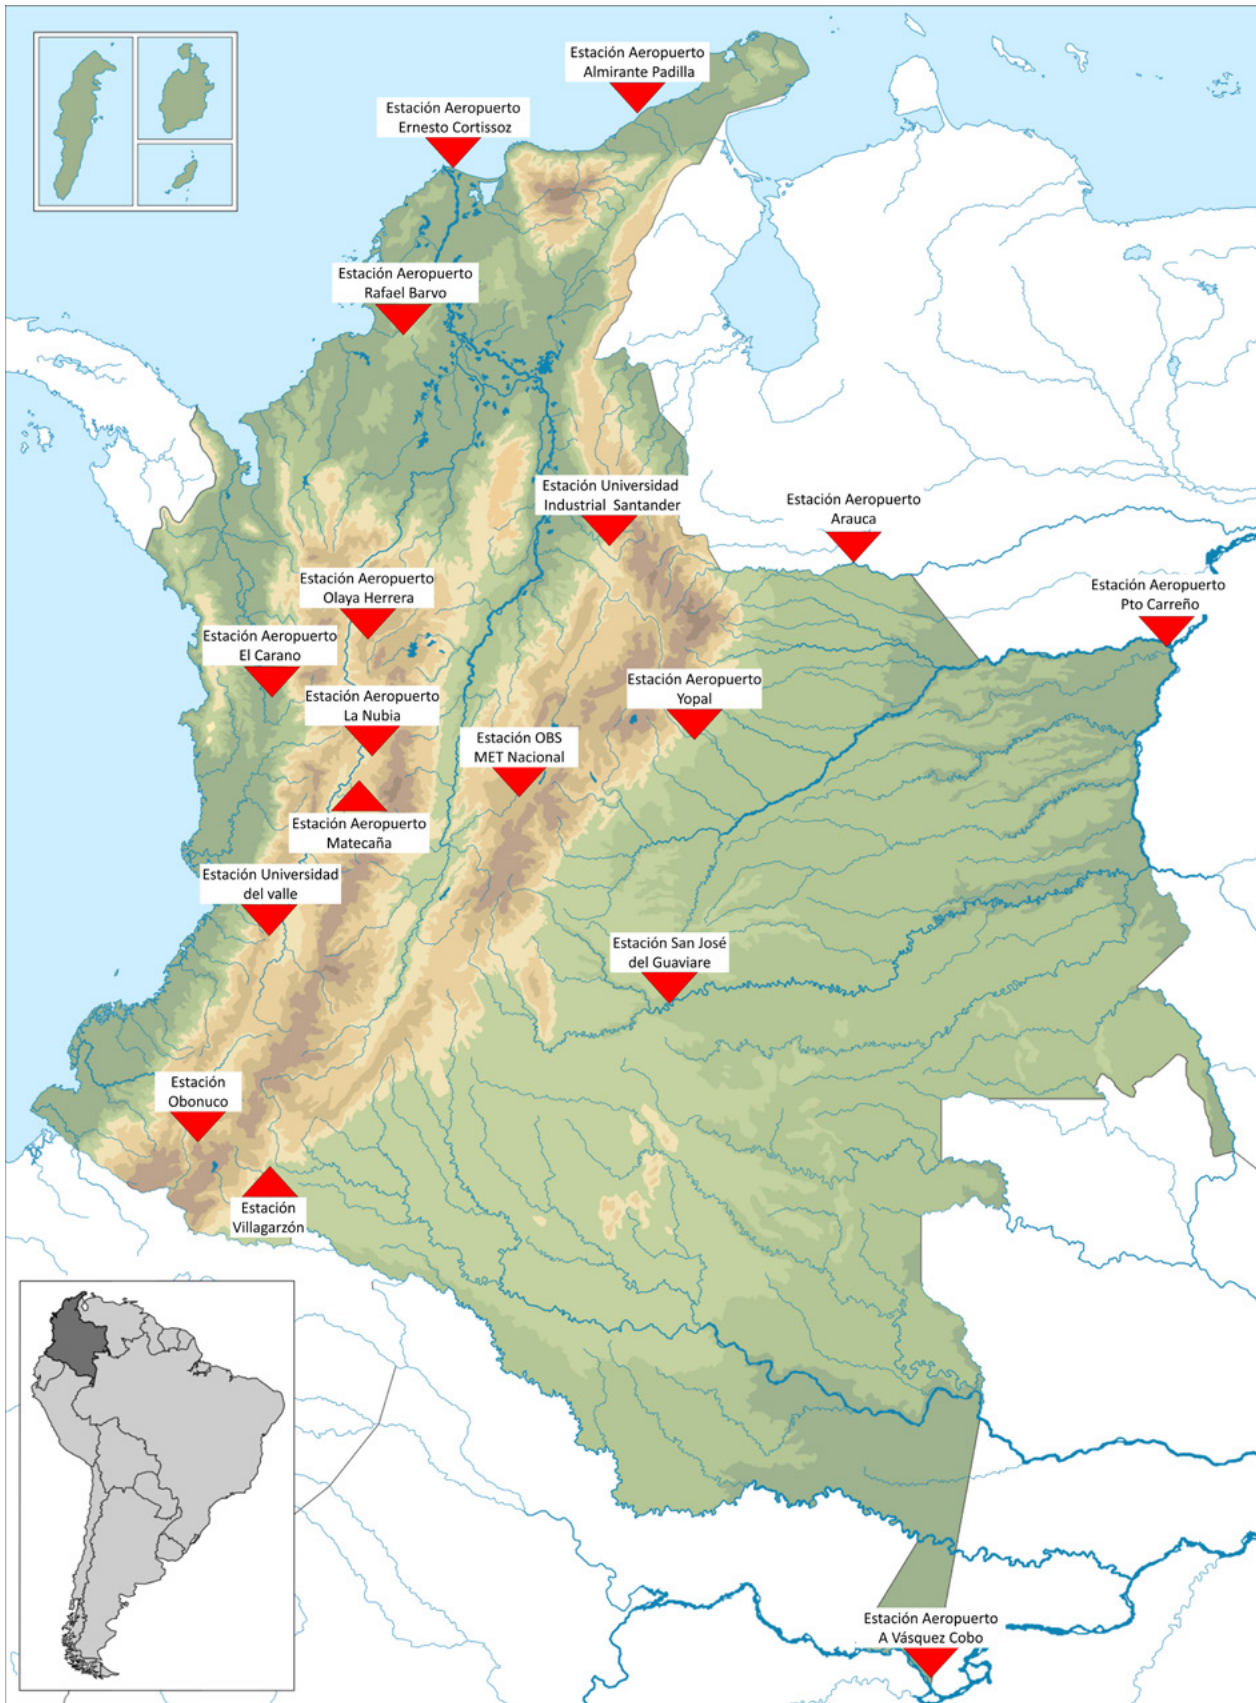 Estación Aeropuerto
Almirante Padilla
Estación Aeropuerto
Ernesto Cortissoz
Estación Aeropuerto
Rafael Barvo
Estación Universidad
Industrial Santander
Estación Aeropuerto
Arauca
Estación Aeropuerto
Olaya Herrera
Estación Aeropuerto
Pto Carreño
Estación Aeropuerto
El Carano
Estación Aeropuerto
Yopal
Estación Aeropuerto
La Nubia
Estación OBS
MET Nacional
Estación Aeropuerto
Matecaña
Estación Universidad
del valle
Estación San José
del Guaviare
Estación
Obonuco
Estación
Villagarzón
Estación Aeropuerto
A Vásquez Cobo